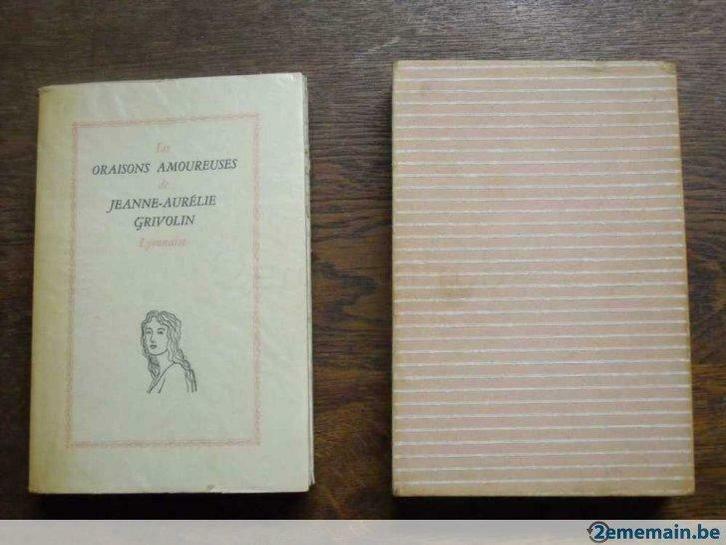 Les
ORAISONS AMOUREUSES
de
JEANNE-AURÉLIE
GRIVOLIN
Lyonnaise
2ememain.be